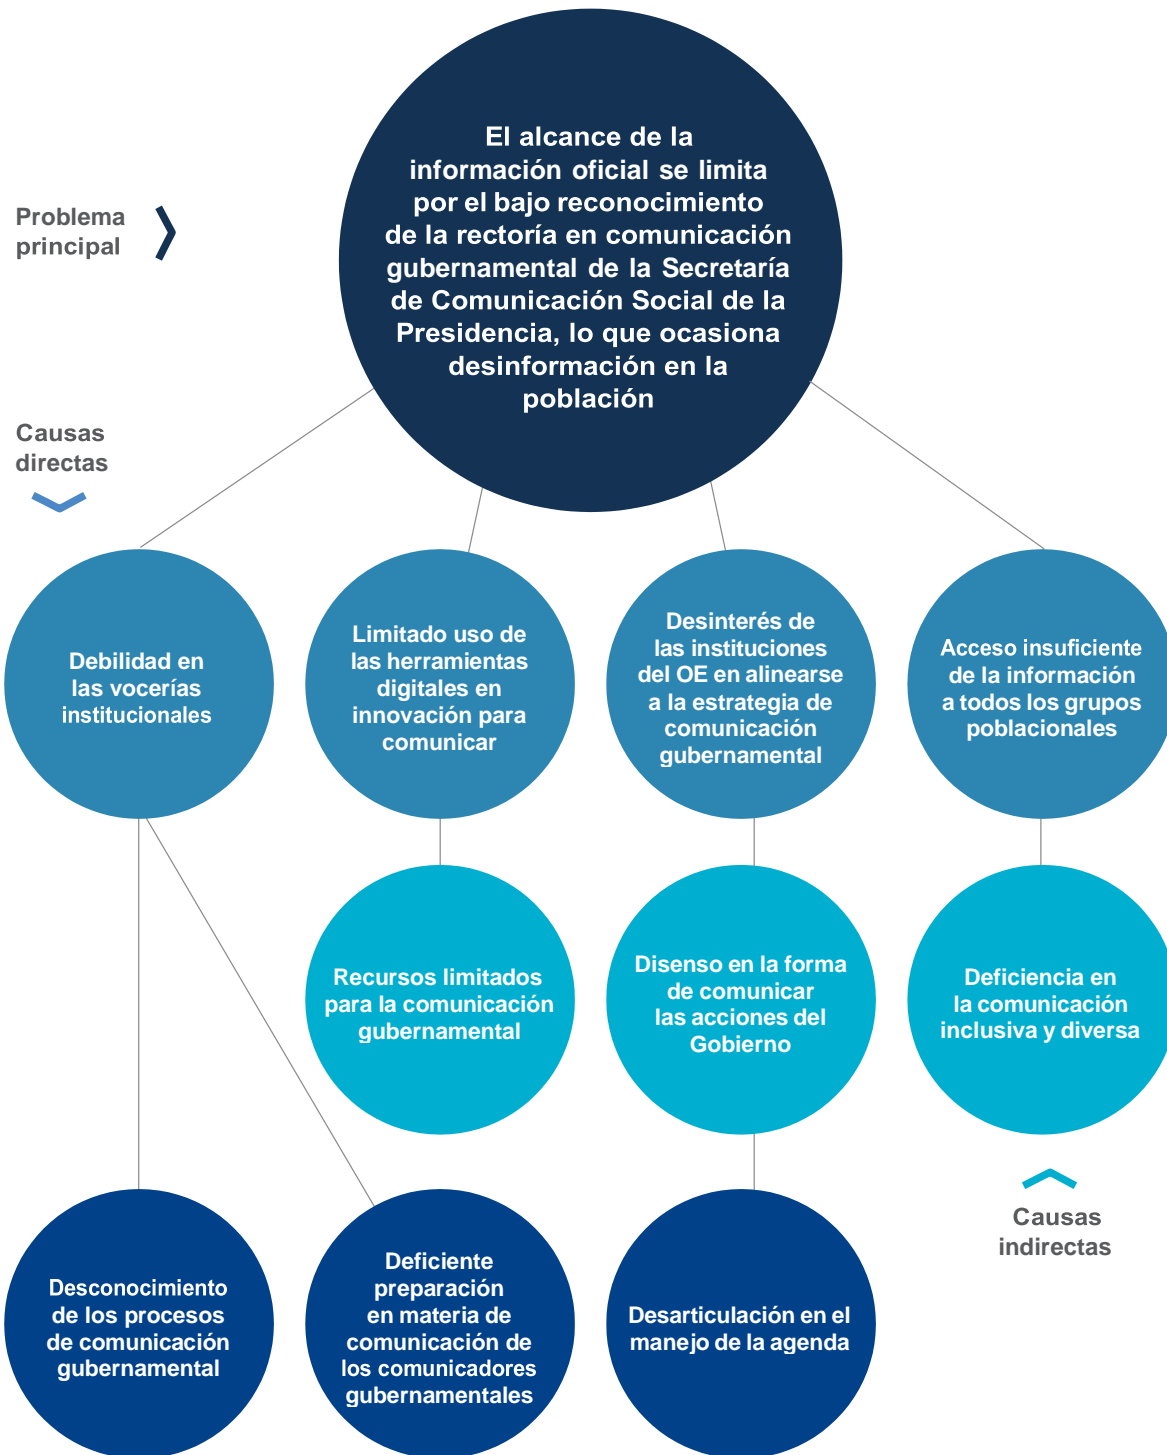 El alcance de la
información oficial se limita
por el bajo reconocimiento
de la rectoría en comunicación
gubernamental de la Secretaría
de Comunicación Social de la
Presidencia, lo que ocasiona
desinformación en la
población
Problema
principal
Causas
directas
Debilidad en
las vocerías
institucionales
Limitado uso de
las herramientas
digitales en
innovación para
comunicar
Desinterés de
las instituciones
del OE en alinearse
a la estrategia de
comunicación
gubernamental
Acceso insuficiente
de la información
a todos los grupos
poblacionales
Recursos limitados
para la comunicación
gubernamental
Disenso en la forma
de comunicar
las acciones del
Gobierno
Deficiencia en
la comunicación
inclusiva y diversa
Causas
indirectas
Desconocimiento
de los procesos
de comunicación
gubernamental
Deficiente
preparación
en materia de
comunicación de
los comunicadores
gubernamentales
Desarticulación en el
manejo de la agenda